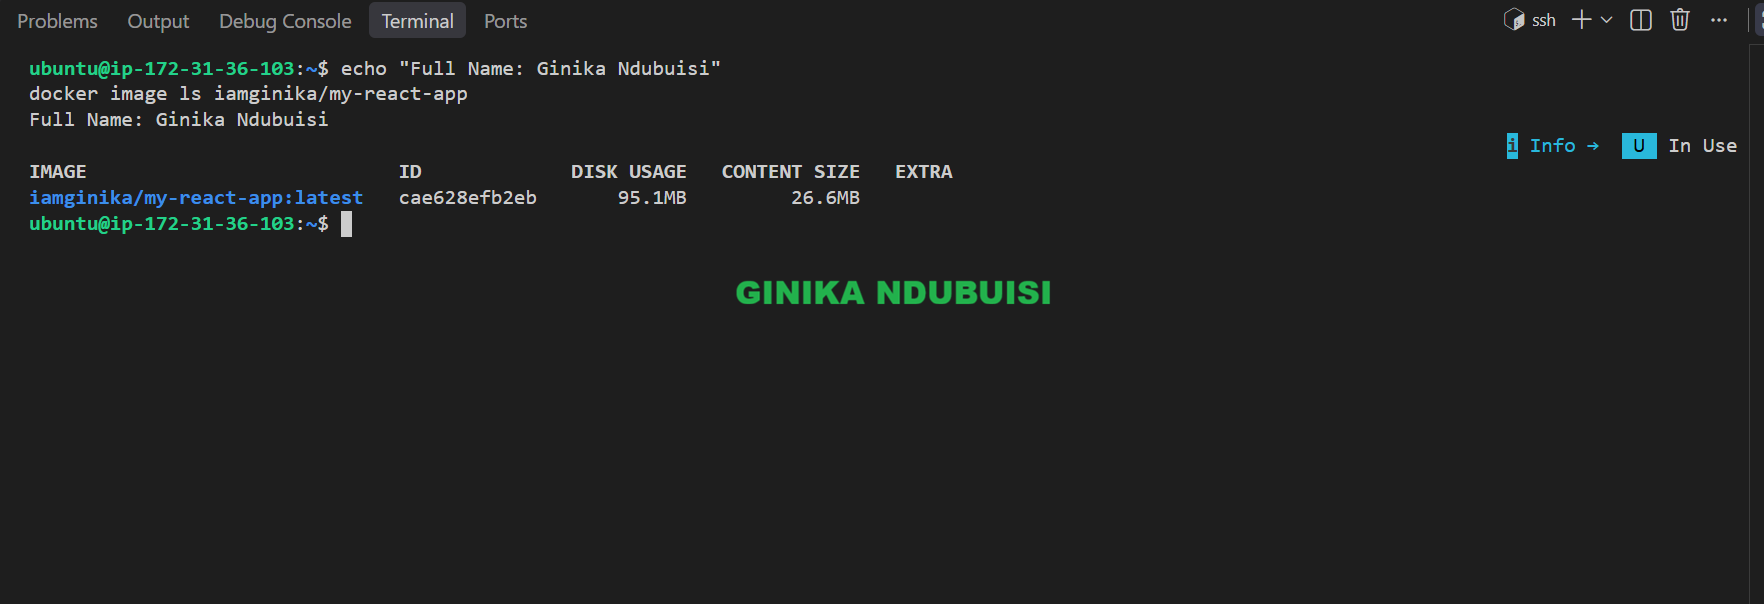 Problems Output Debug Console Terminal Ports ssh
ubuntu@ip-172-31-36-103:~$ echo "Full Name: Ginika Ndubuisi"
docker image ls iamginika/my-react-app
Full Name: Ginika Ndubuisi
i Info → U In Use
IMAGE ID DISK USAGE CONTENT SIZE EXTRA
iamginika/my-react-app:latest cae628efb2eb 95.1MB 26.6MB
ubuntu@ip-172-31-36-103:~$
GINIKA NDUBUISI